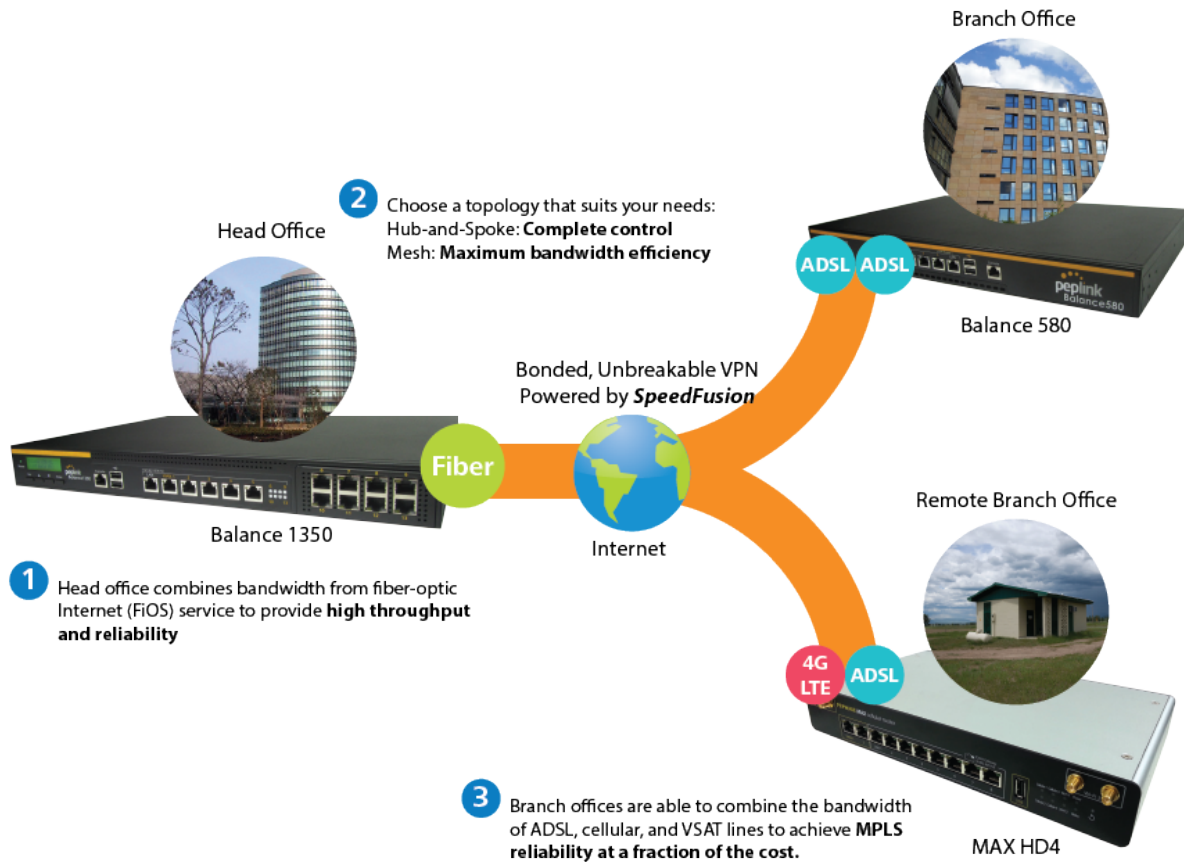 Branch Office
2
Choose a topology that suits your needs:
Hub-and-Spoke: Complete control
Mesh: Maximum bandwidth efficiency
Head Office
ADSL
ADSL
peplink
Balance580
Balance 580
Bonded, Unbreakable VPN
Powered by SpeedFusion
Fiber
peplink
Balance 1350
Internet
Remote Branch Office
1
Head office combines bandwidth from fiber-optic
Internet (FiOS) service to provide high throughput
and reliability
4G
LTE
ADSL
3
Branch offices are able to combine the bandwidth
of ADSL, cellular, and VSAT lines to achieve MPLS
reliability at a fraction of the cost.
MAX HD4